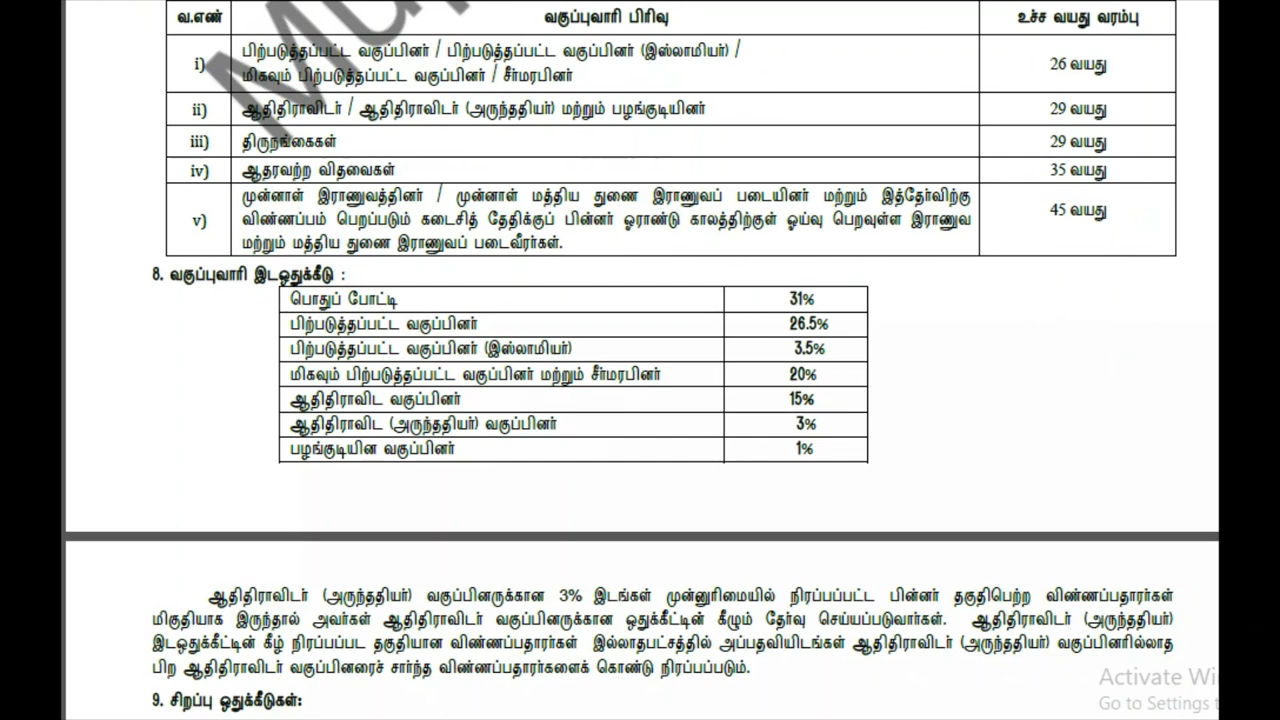 வ.எண் வகுப்புவாரி பிரிவு உச்ச வயது வரம்பு
i) பிற்படுத்தப்பட்ட வகுப்பினர் / பிற்படுத்தப்பட்ட வகுப்பினர் (இஸ்லாமியர்) / 26 வயது
மிகவும் பிற்படுத்தப்பட்ட வகுப்பினர் / சீர்மரபினர்
ii) ஆதிதிராவிடர் / ஆதிதிராவிடர் (அருந்ததியர்) மற்றும் பழங்குடியினர் 29 வயது
iii) திருநங்கைகள் 29 வயது
iv) ஆதரவற்ற விதவைகள் 35 வயது
v) முன்னாள் இராணுவத்தினர் / முன்னாள் மத்திய துணை இராணுவப் படையினர் மற்றும் இத்தேர்விற்கு 45 வயது
விண்ணப்பம் பெறப்படும் கடைசித் தேதிக்குப் பின்னர் ஓராண்டு காலத்திற்குள் ஓய்வு பெறவுள்ள இராணுவ
மற்றும் மத்திய துணை இராணுவப் படைவீரர்கள்.
8. வகுப்புவாரி இடஒதுக்கீடு :
பொதுப் போட்டி 31%
பிற்படுத்தப்பட்ட வகுப்பினர் 26.5%
பிற்படுத்தப்பட்ட வகுப்பினர் (இஸ்லாமியர்) 3.5%
மிகவும் பிற்படுத்தப்பட்ட வகுப்பினர் மற்றும் சீர்மரபினர் 20%
ஆதிதிராவிட வகுப்பினர் 15%
ஆதிதிராவிட (அருந்ததியர்) வகுப்பினர் 3%
பழங்குடியின வகுப்பினர் 1%
ஆதிதிராவிடர் (அருந்ததியர்) வகுப்பினருக்கான 3% இடங்கள் முன்னுரிமையில் நிரப்பப்பட்ட பின்னர் தகுதிபெற்ற விண்ணப்பதாரர்கள்
மிகுதியாக இருந்தால் அவர்கள் ஆதிதிராவிடர் வகுப்பினருக்கான ஒதுக்கீட்டின் கீழும் தேர்வு செய்யப்படுவார்கள். ஆதிதிராவிடர் (அருந்ததியர்)
இடஒதுக்கீட்டின் கீழ் நிரப்பப்பட தகுதியான விண்ணப்பதாரர்கள் இல்லாதபட்சத்தில் அப்பதவியிடங்கள் ஆதிதிராவிடர் (அருந்ததியர்) வகுப்பினரில்லாத
பிற ஆதிதிராவிடர் வகுப்பினரைச் சார்ந்த விண்ணப்பதாரர்களைக் கொண்டு நிரப்பப்படும்.
9. சிறப்பு ஒதுக்கீடுகள்:
Activate Wi
Go to Settings t